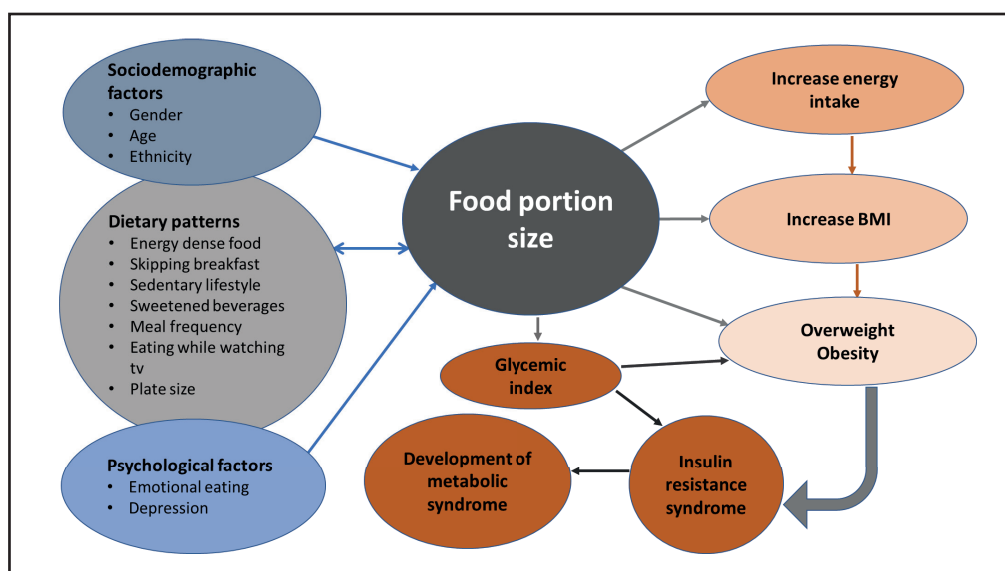 Sociodemographic
factors
• Gender
• Age
• Ethnicity
Dietary patterns
• Energy dense food
• Skipping breakfast
• Sedentary lifestyle
• Sweetened beverages
• Meal frequency
• Eating while watching
tv
• Plate size
Psychological factors
• Emotional eating
• Depression
Food portion
size
Increase energy
intake
Increase BMI
Overweight
Obesity
Glycemic
index
Insulin
resistance
syndrome
Development of
metabolic
syndrome